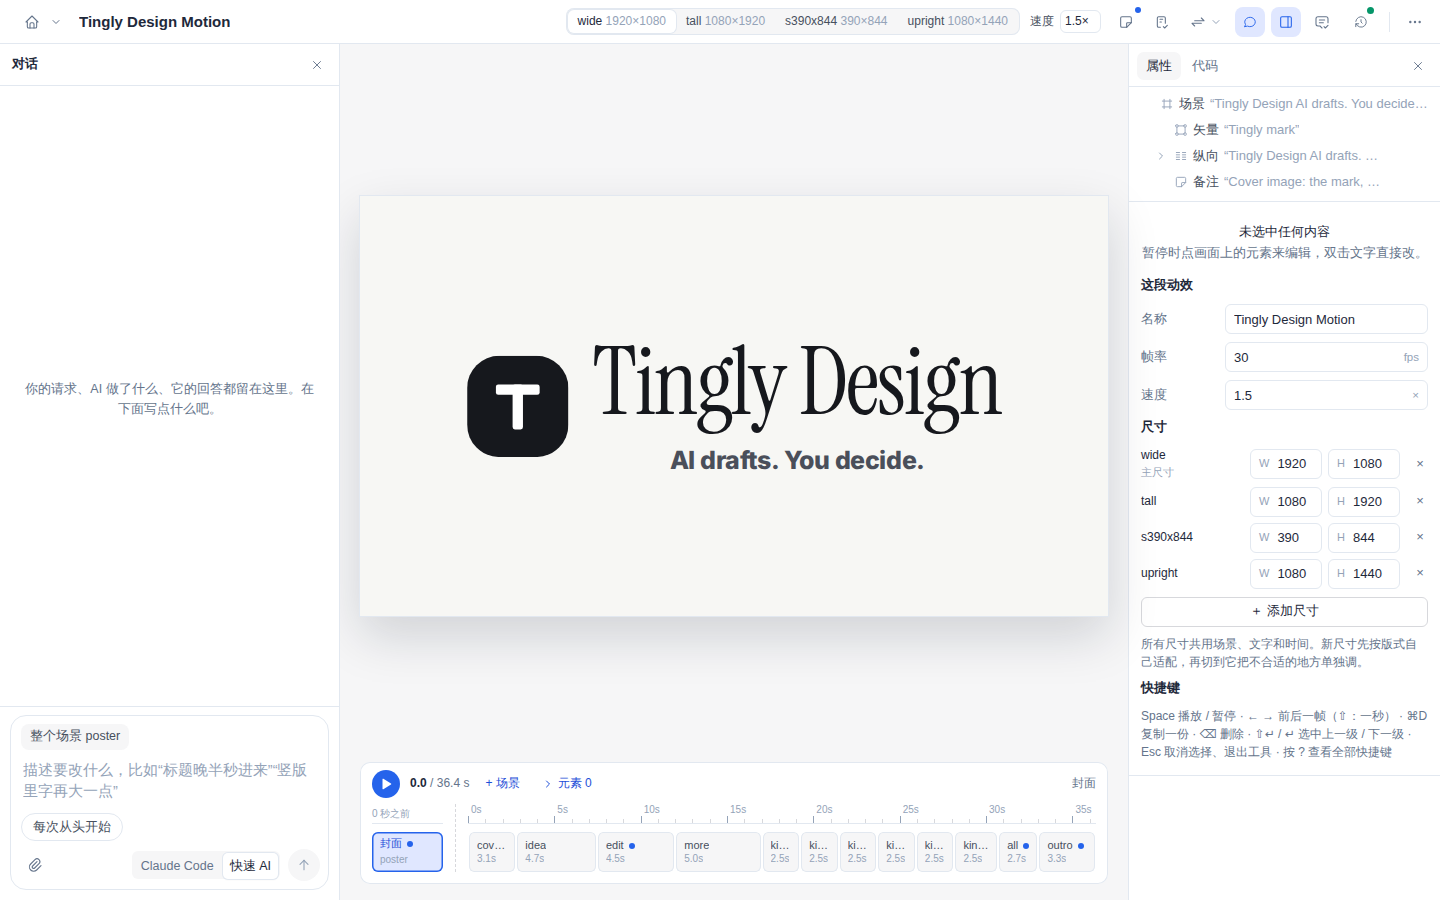 Tingly Design Motion
wide 1920×1080 tall 1080×1920 s390x844 390×844 upright 1080×1440
速度 1.5×
对话
你的请求、AI 做了什么、它的回答都留在这里。在
下面写点什么吧。
整个场景 poster
描述要改什么，比如“标题晚半秒进来”“竖版
里字再大一点”
每次从头开始
Claude Code 快速 AI
T
Tingly Design
AI drafts. You decide.
0.0 / 36.4 s + 场景 元素 0 封面
0 秒之前 0s 5s 10s 15s 20s 25s 30s 35s
封面 cov… idea edit more ki… ki… ki… ki… ki… kin… all outro
poster 3.1s 4.7s 4.5s 5.0s 2.5s 2.5s 2.5s 2.5s 2.5s 2.5s 2.7s 3.3s
属性 代码
场景 “Tingly Design AI drafts. You decide…
矢量 “Tingly mark”
纵向 “Tingly Design AI drafts. …
备注 “Cover image: the mark, …
未选中任何内容
暂停时点画面上的元素来编辑，双击文字直接改。
这段动效
名称 Tingly Design Motion
帧率 30 fps
速度 1.5 ×
尺寸
wide W 1920 H 1080 ×
主尺寸
tall W 1080 H 1920 ×
s390x844 W 390 H 844 ×
upright W 1080 H 1440 ×
+ 添加尺寸
所有尺寸共用场景、文字和时间。新尺寸先按版式自
己适配，再切到它把不合适的地方单独调。
快捷键
Space 播放 / 暂停 · ← → 前后一帧（⇧：一秒） · ⌘D
复制一份 · ⌫ 删除 · ⇧↵ / ↵ 选中上一级 / 下一级 ·
Esc 取消选择、退出工具 · 按 ? 查看全部快捷键